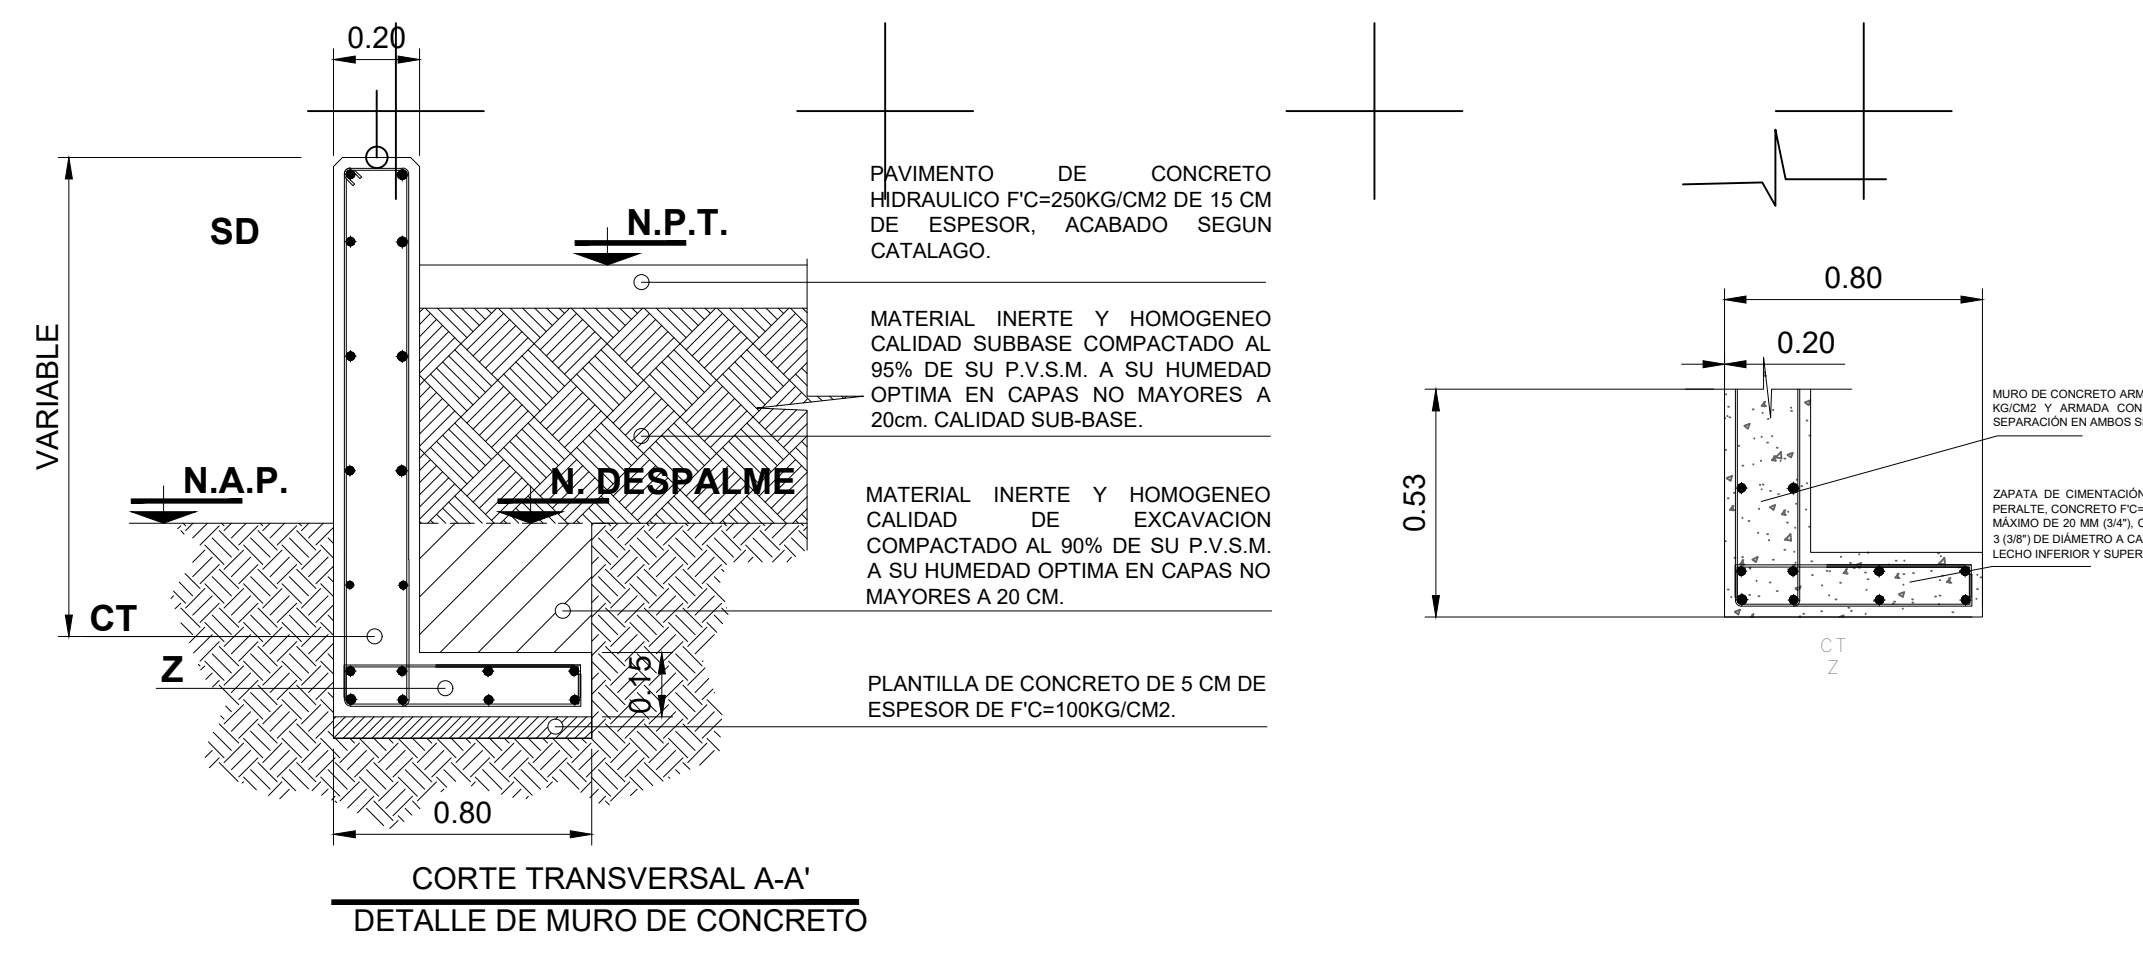 0.20
SD
VARIABLE
N.P.T.
N.A.P.
N. DESPALME
CT
Z
0.15
0.80
PAVIMENTO DE CONCRETO
HIDRAULICO F'C=250KG/CM2 DE 15 CM
DE ESPESOR, ACABADO SEGUN
CATALAGO.
MATERIAL INERTE Y HOMOGENEO
CALIDAD SUBBASE COMPACTADO AL
95% DE SU P.V.S.M. A SU HUMEDAD
OPTIMA EN CAPAS NO MAYORES A
20cm. CALIDAD SUB-BASE.
MATERIAL INERTE Y HOMOGENEO
CALIDAD DE EXCAVACION
COMPACTADO AL 90% DE SU P.V.S.M.
A SU HUMEDAD OPTIMA EN CAPAS NO
MAYORES A 20 CM.
PLANTILLA DE CONCRETO DE 5 CM DE
ESPESOR DE F'C=100KG/CM2.
CORTE TRANSVERSAL A-A'
DETALLE DE MURO DE CONCRETO
0.80
0.20
0.53
MURO DE CONCRETO ARM
KG/CM2 Y ARMADA CON
SEPARACIÓN EN AMBOS S
ZAPATA DE CIMENTACIÓN
PERALTE, CONCRETO F'C=
MÁXIMO DE 20 MM (3/4"), C
3 (3/8") DE DIÁMETRO A CA
LECHO INFERIOR Y SUPER
CT
Z